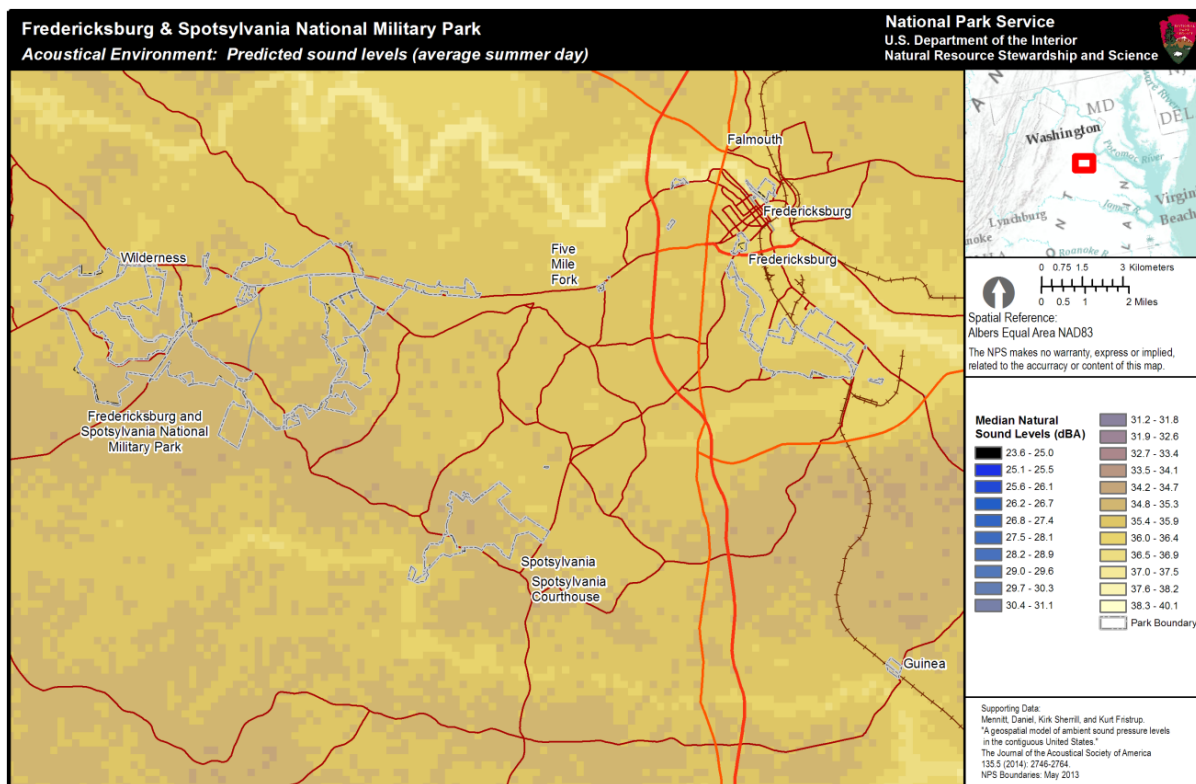 Fredericksburg & Spotsylvania National Military Park
Acoustical Environment: Predicted sound levels (average summer day)
National Park Service
U.S. Department of the Interior
Natural Resource Stewardship and Science
Falmouth
Fredericksburg
Fredericksburg
Five
Mile
Fork
Wilderness
Fredericksburg and
Spotsylvania National
Military Park
Spotsylvania
Spotsylvania
Courthouse
Guinea
MD
DEL
Washington
Potomac River
Virginia
Beach
James R
Lynchburg
Roanoke R
0 0.75 1.5 3 Kilometers
0 0.5 1 2 Miles
Spatial Reference:
Albers Equal Area NAD83
The NPS makes no warranty, express or implied,
related to the accurracy or content of this map.
Median Natural
Sound Levels (dBA)
23.6 - 25.0
25.1 - 25.5
25.6 - 26.1
26.2 - 26.7
26.8 - 27.4
27.5 - 28.1
28.2 - 28.9
29.0 - 29.6
29.7 - 30.3
30.4 - 31.1
31.2 - 31.8
31.9 - 32.6
32.7 - 33.4
33.5 - 34.1
34.2 - 34.7
34.8 - 35.3
35.4 - 35.9
36.0 - 36.4
36.5 - 36.9
37.0 - 37.5
37.6 - 38.2
38.3 - 40.1
Park Boundary
Supporting Data:
Mennitt, Daniel, Kirk Sherrill, and Kurt Fristrup.
"A geospatial model of ambient sound pressure levels
in the contiguous United States."
The Journal of the Acoustical Society of America
135.5 (2014): 2746-2764.
NPS Boundaries: May 2013